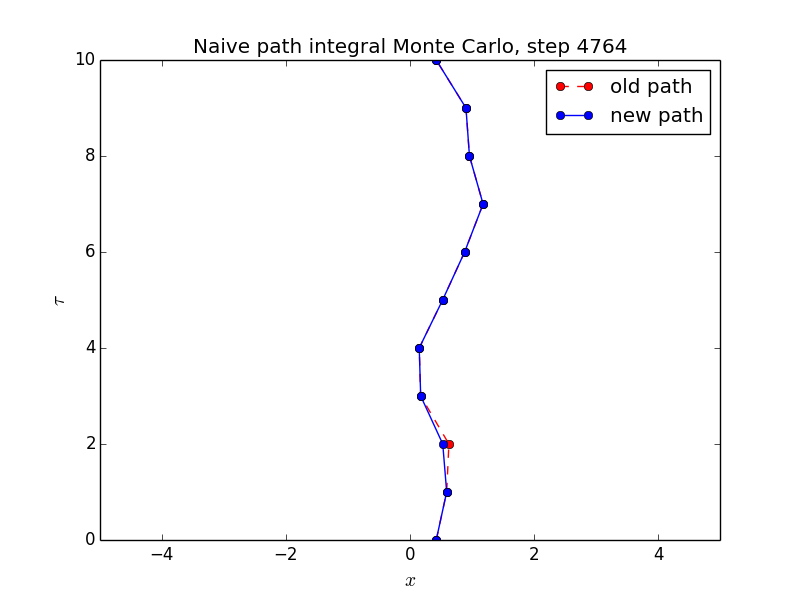 Naive path integral Monte Carlo, step 4764
old path
new path
10
8
6
4
2
0
τ
−4 −2 0 2 4
x